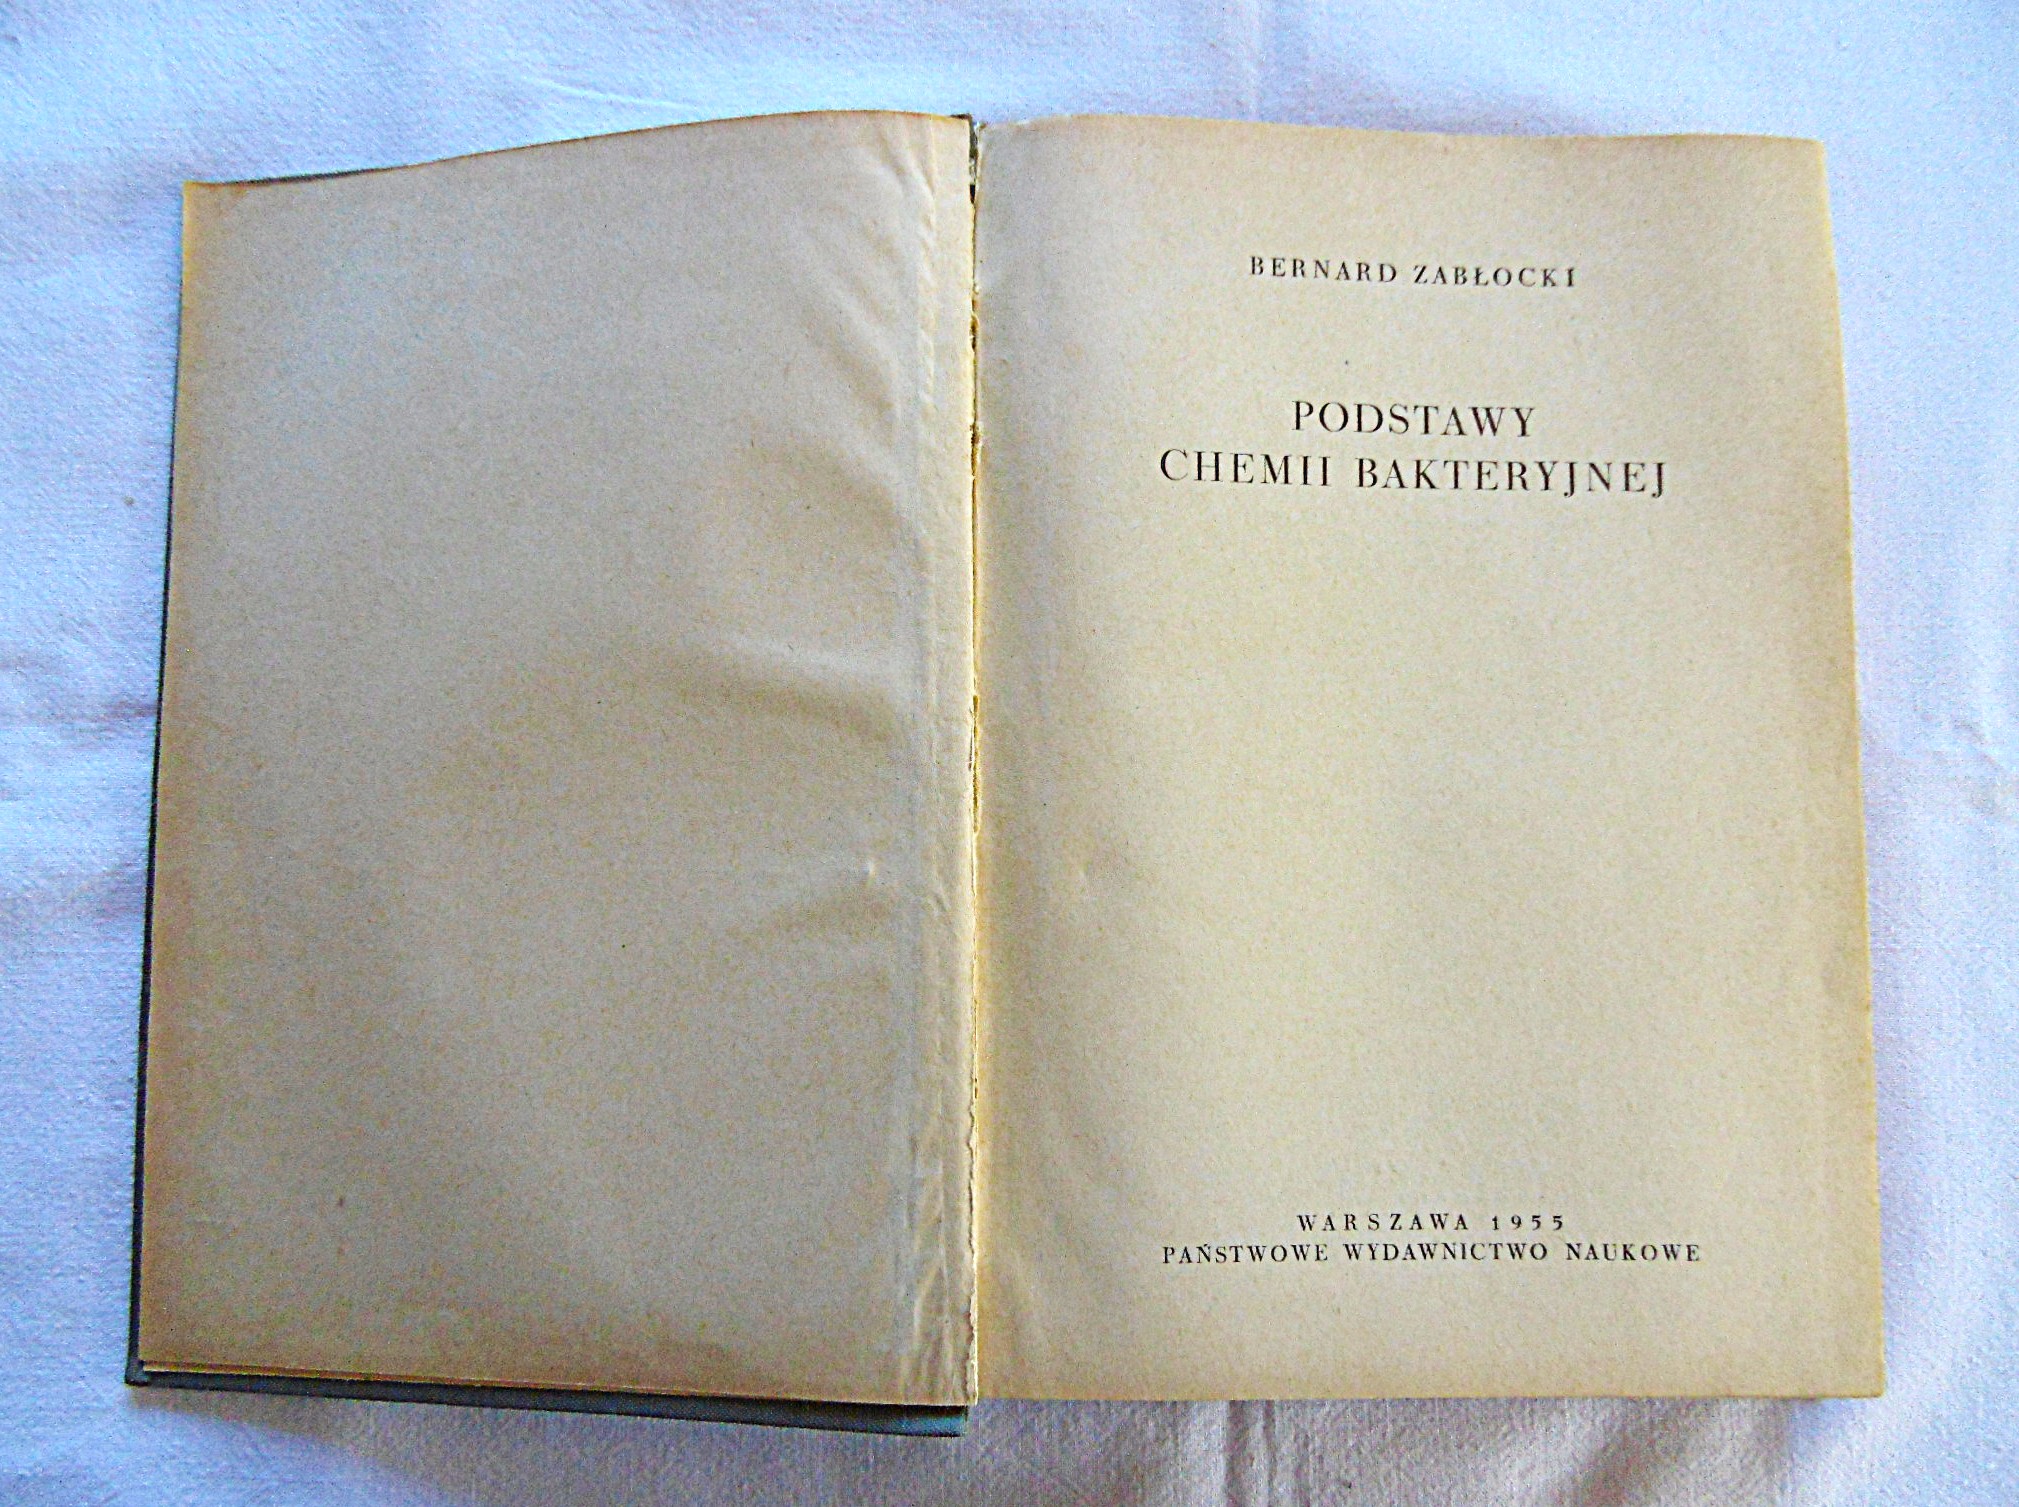 BERNARD ZABŁOCKI
PODSTAWY
CHEMII BAKTERYJNEJ
WARSZAWA 1955
PAŃSTWOWE WYDAWNICTWO NAUKOWE